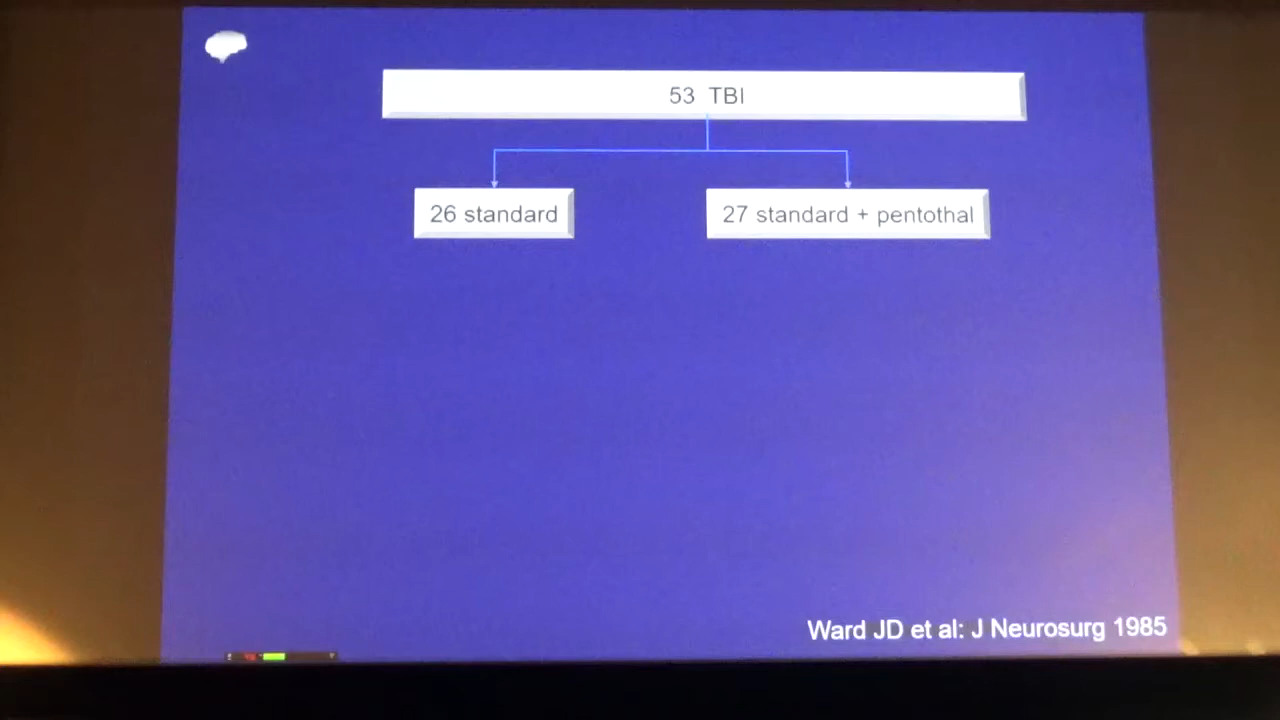 53 TBI
26 standard
27 standard + pentothal
Ward JD et al: J Neurosurg 1985